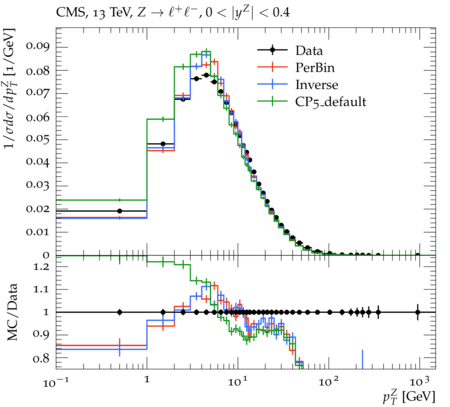 CMS, 13 TeV, Z → ℓ⁺ℓ⁻, 0 < |y^Z| < 0.4
1/σdσ/dp_T^Z [1/GeV]
0.09
0.08
0.07
0.06
0.05
0.04
0.03
0.02
0.01
0
Data
PerBin
Inverse
CP5_default
MC/Data
1.2
1.1
1
0.9
0.8
10⁻¹ 1 10¹ 10² 10³
p_T^Z [GeV]